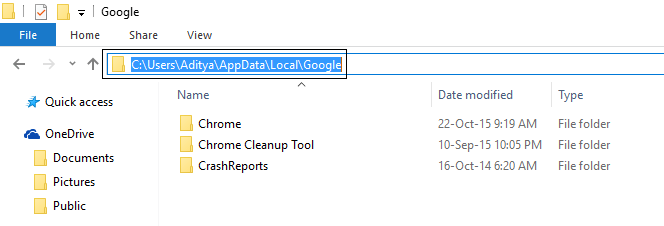 Google
File Home Share View
C:\Users\Aditya\AppData\Local\Google
Quick access
OneDrive
Documents
Pictures
Public
Name Date modified Type
Chrome 22-Oct-15 9:19 AM File folder
Chrome Cleanup Tool 10-Sep-15 10:05 PM File folder
CrashReports 16-Oct-14 6:20 AM File folder